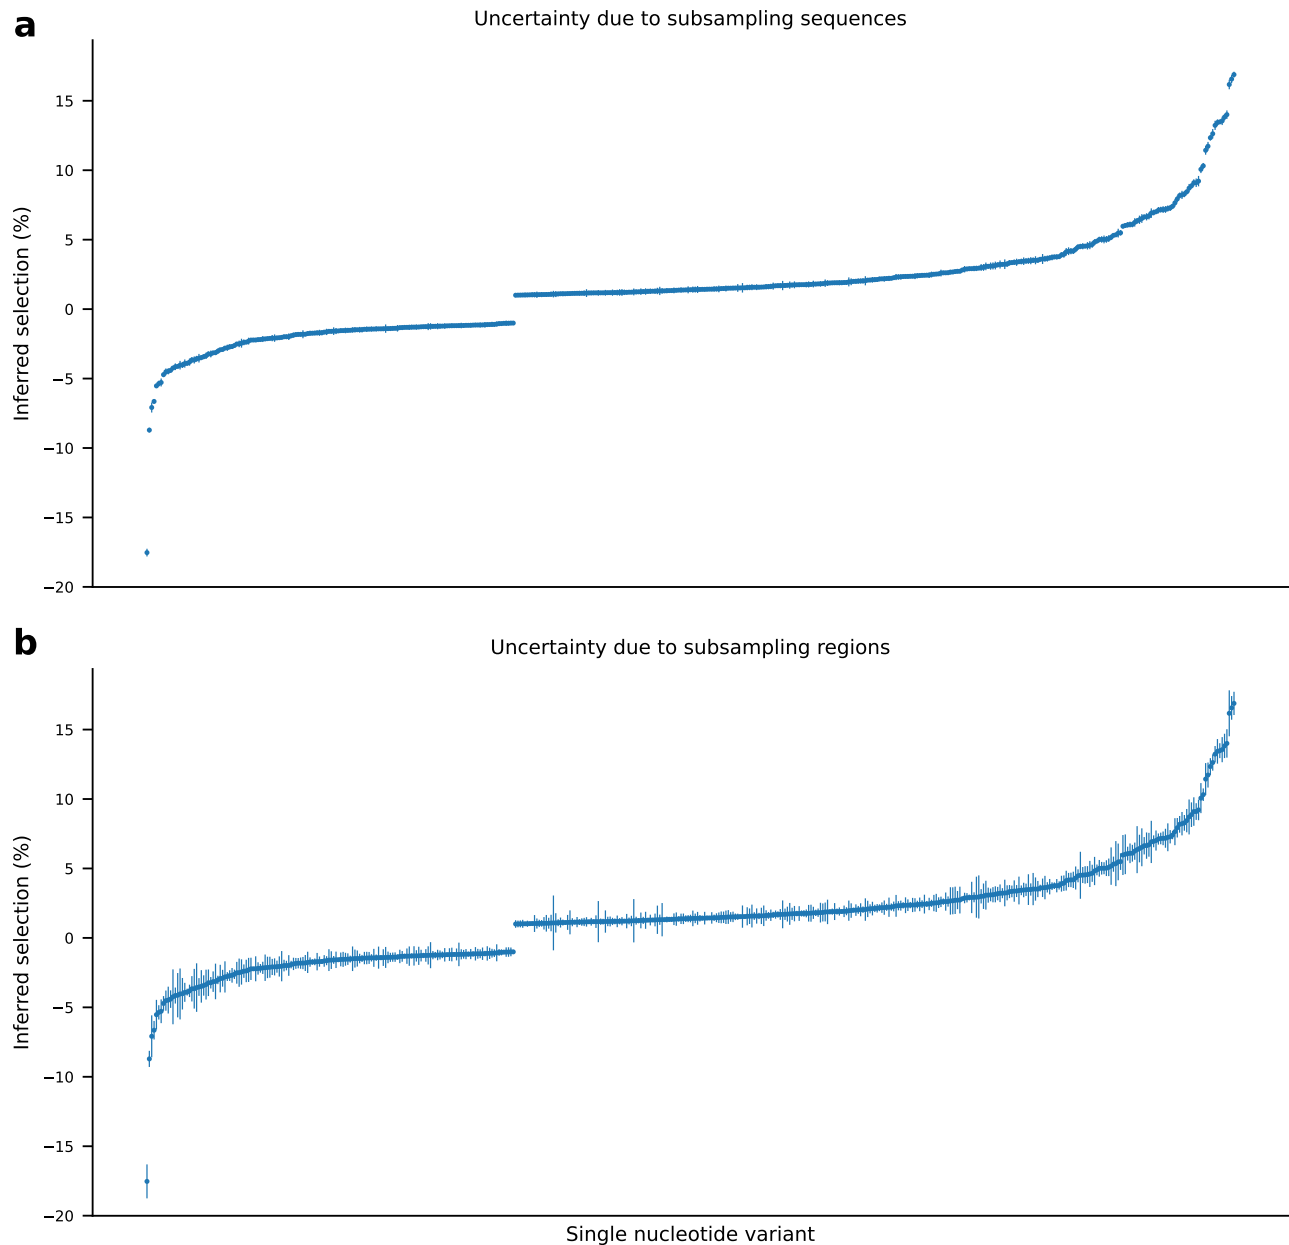 a
Uncertainty due to subsampling sequences
15
10
5
0
−5
−10
−15
−20
Inferred selection (%)
b
Uncertainty due to subsampling regions
15
10
5
0
−5
−10
−15
−20
Inferred selection (%)
Single nucleotide variant